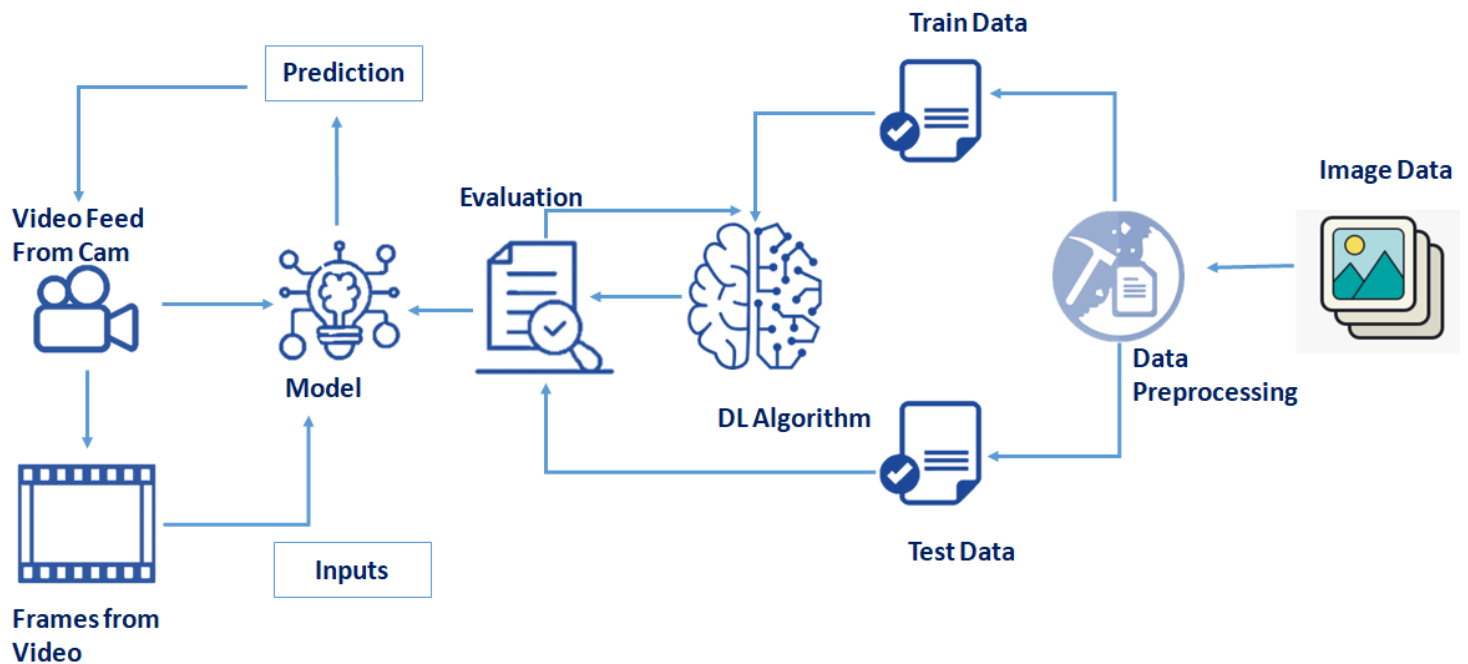 Train Data
Prediction
Image Data
Evaluation
Video Feed
From Cam
Data
Preprocessing
Model
DL Algorithm
Test Data
Inputs
Frames from
Video